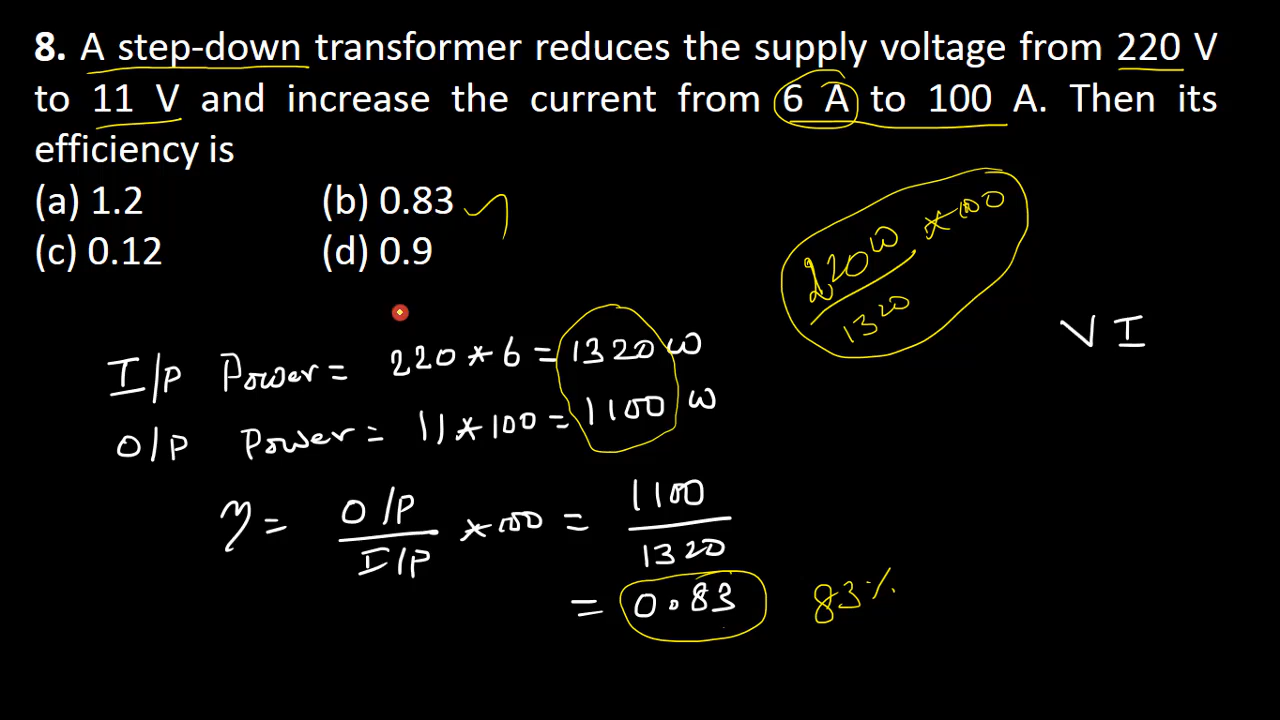 8. A step-down transformer reduces the supply voltage from 220 V
to 11 V and increase the current from 6 A to 100 A. Then its
efficiency is
(a) 1.2 (b) 0.83
(c) 0.12 (d) 0.9
220 W * 100
1320
V I
I/P Power = 220 * 6 = 1320 W
O/P Power = 11 * 100 = 1100 W
η = O/P * 100 = 1100
I/P 1320
= 0.83 83%